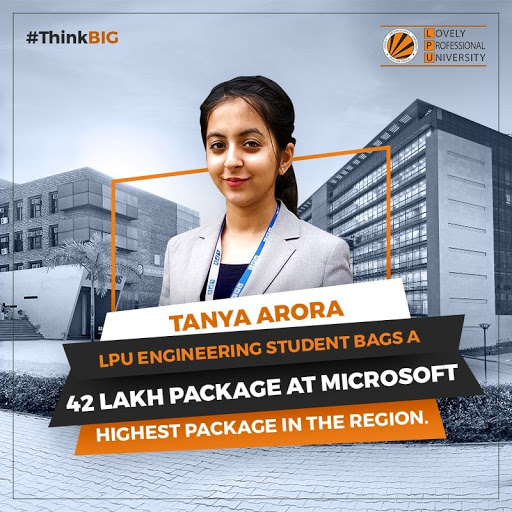 #ThinkBIG
LOVELY
PROFESSIONAL
UNIVERSITY
TANYA ARORA
LPU ENGINEERING STUDENT BAGS A
42 LAKH PACKAGE AT MICROSOFT
HIGHEST PACKAGE IN THE REGION.